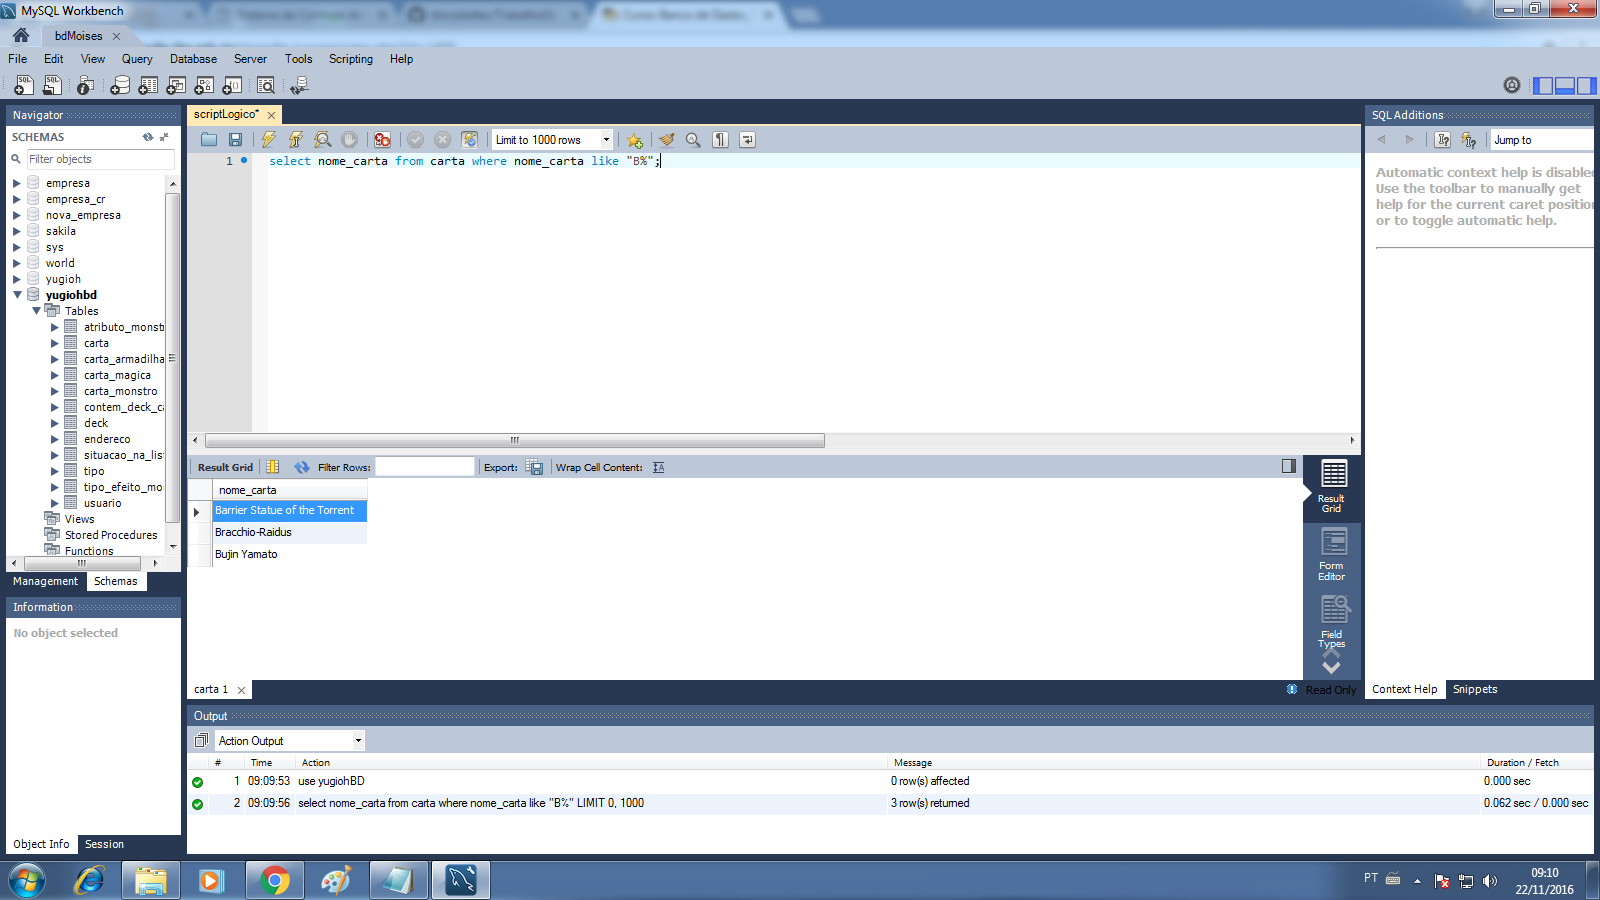 MySQL Workbench
bdMoises
File Edit View Query Database Server Tools Scripting Help
Navigator
SCHEMAS
Filter objects
empresa
empresa_cr
nova_empresa
sakila
sys
world
yugioh
yugiohbd
Tables
atributo_monst
carta
carta_armadilha
carta_magica
carta_monstro
contem_deck_ca
deck
endereco
situacao_na_lis
tipo
tipo_efeito_mo
usuario
Views
Stored Procedures
Functions
Management Schemas
Information
No object selected
Object Info Session
scriptLogico*
Limit to 1000 rows
1 select nome_carta from carta where nome_carta like "B%";
Result Grid Filter Rows: Export: Wrap Cell Content:
nome_carta
Barrier Statue of the Torrent
Bracchio-Raidus
Bujin Yamato
Result
Grid
Form
Editor
Field
Types
carta 1
Read Only
SQL Additions
Jump to
Automatic context help is disabled
Use the toolbar to manually get
help for the current caret position
or to toggle automatic help.
Context Help Snippets
Output
Action Output
# Time Action Message Duration / Fetch
1 09:09:53 use yugiohBD 0 row(s) affected 0.000 sec
2 09:09:56 select nome_carta from carta where nome_carta like "B%" LIMIT 0, 1000 3 row(s) returned 0.062 sec / 0.000 sec
PT
09:10
22/11/2016